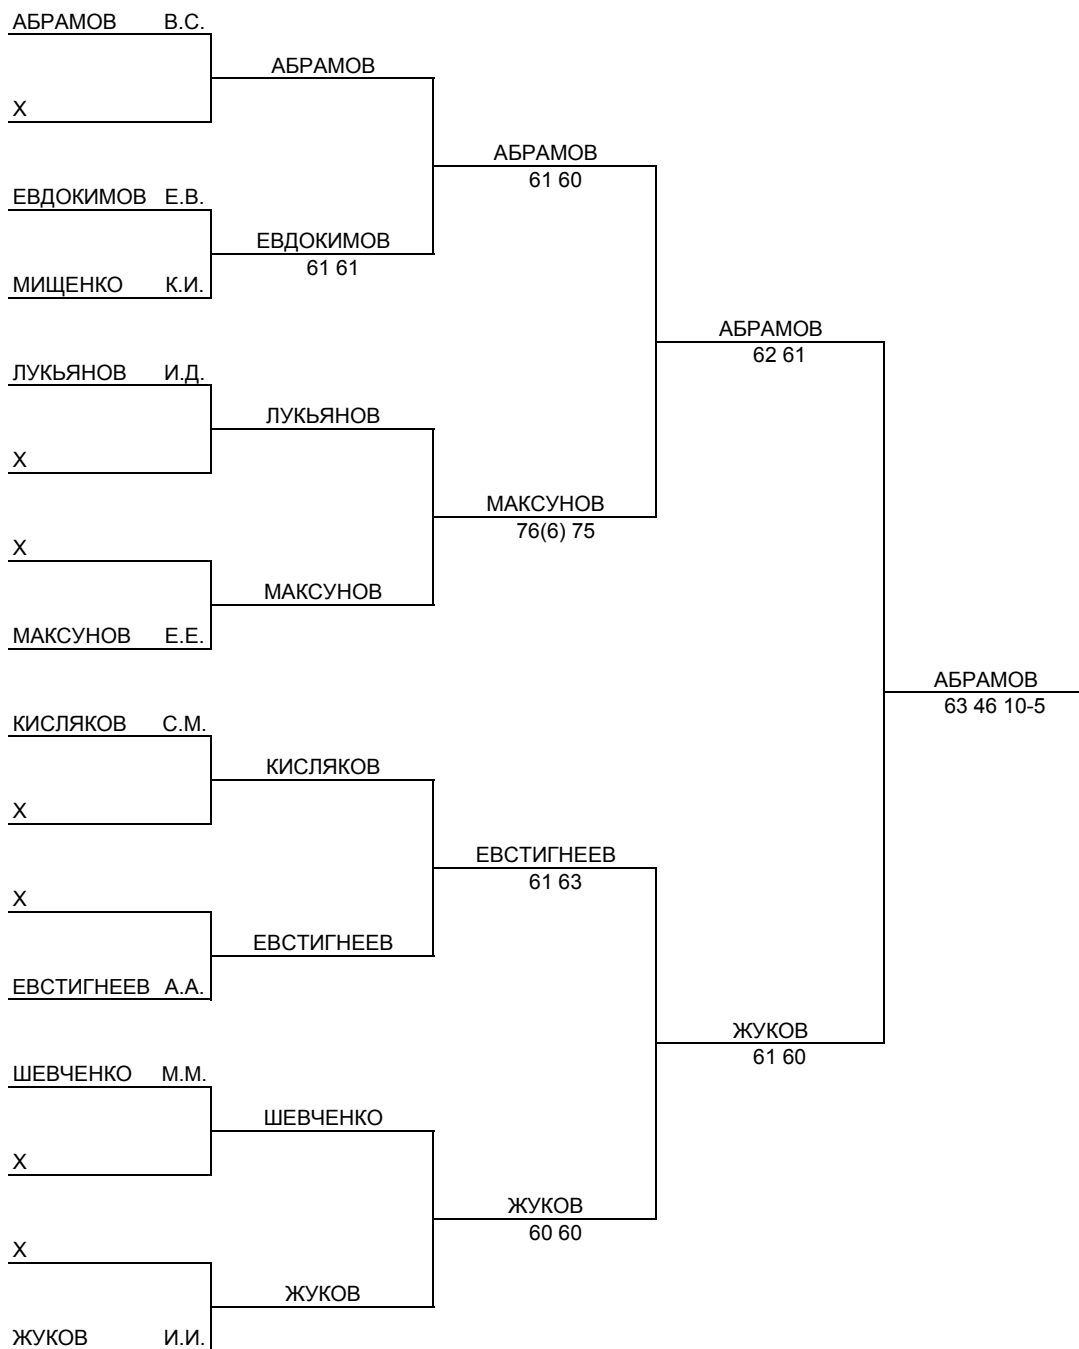 АБРАМОВ В.С.
АБРАМОВ
Х
АБРАМОВ
61 60
ЕВДОКИМОВ Е.В.
ЕВДОКИМОВ
61 61
МИЩЕНКО К.И.
АБРАМОВ
62 61
ЛУКЬЯНОВ И.Д.
ЛУКЬЯНОВ
Х
МАКСУНОВ
76(6) 75
Х
МАКСУНОВ
МАКСУНОВ Е.Е.
АБРАМОВ
63 46 10-5
КИСЛЯКОВ С.М.
КИСЛЯКОВ
Х
ЕВСТИГНЕЕВ
61 63
Х
ЕВСТИГНЕЕВ
ЕВСТИГНЕЕВ А.А.
ЖУКОВ
61 60
ШЕВЧЕНКО М.М.
ШЕВЧЕНКО
Х
ЖУКОВ
60 60
Х
ЖУКОВ
ЖУКОВ И.И.